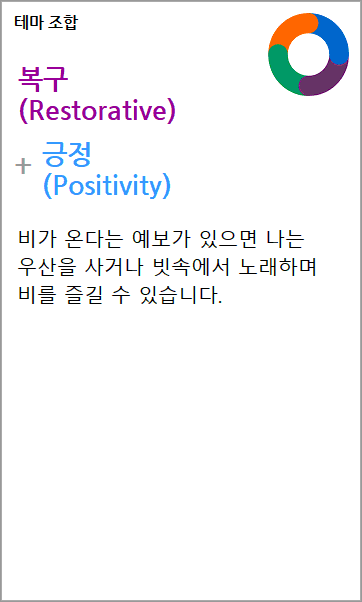 테마 조합
복구
(Restorative)
+ 긍정
(Positivity)
비가 온다는 예보가 있으면 나는
우산을 사거나 빗속에서 노래하며
비를 즐길 수 있습니다.